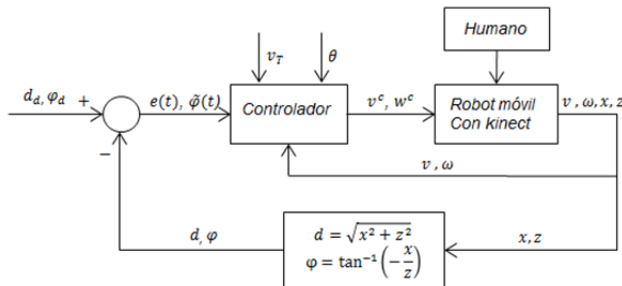 Humano
v_T
θ
d_d, φ_d
+
e(t), φ̃(t)
Controlador
v^c, w^c
Robot móvil
Con kinect
v, ω, x, z
−
v, ω
d, φ
d = √(x² + z²)
φ = tan⁻¹(−x/z)
x, z